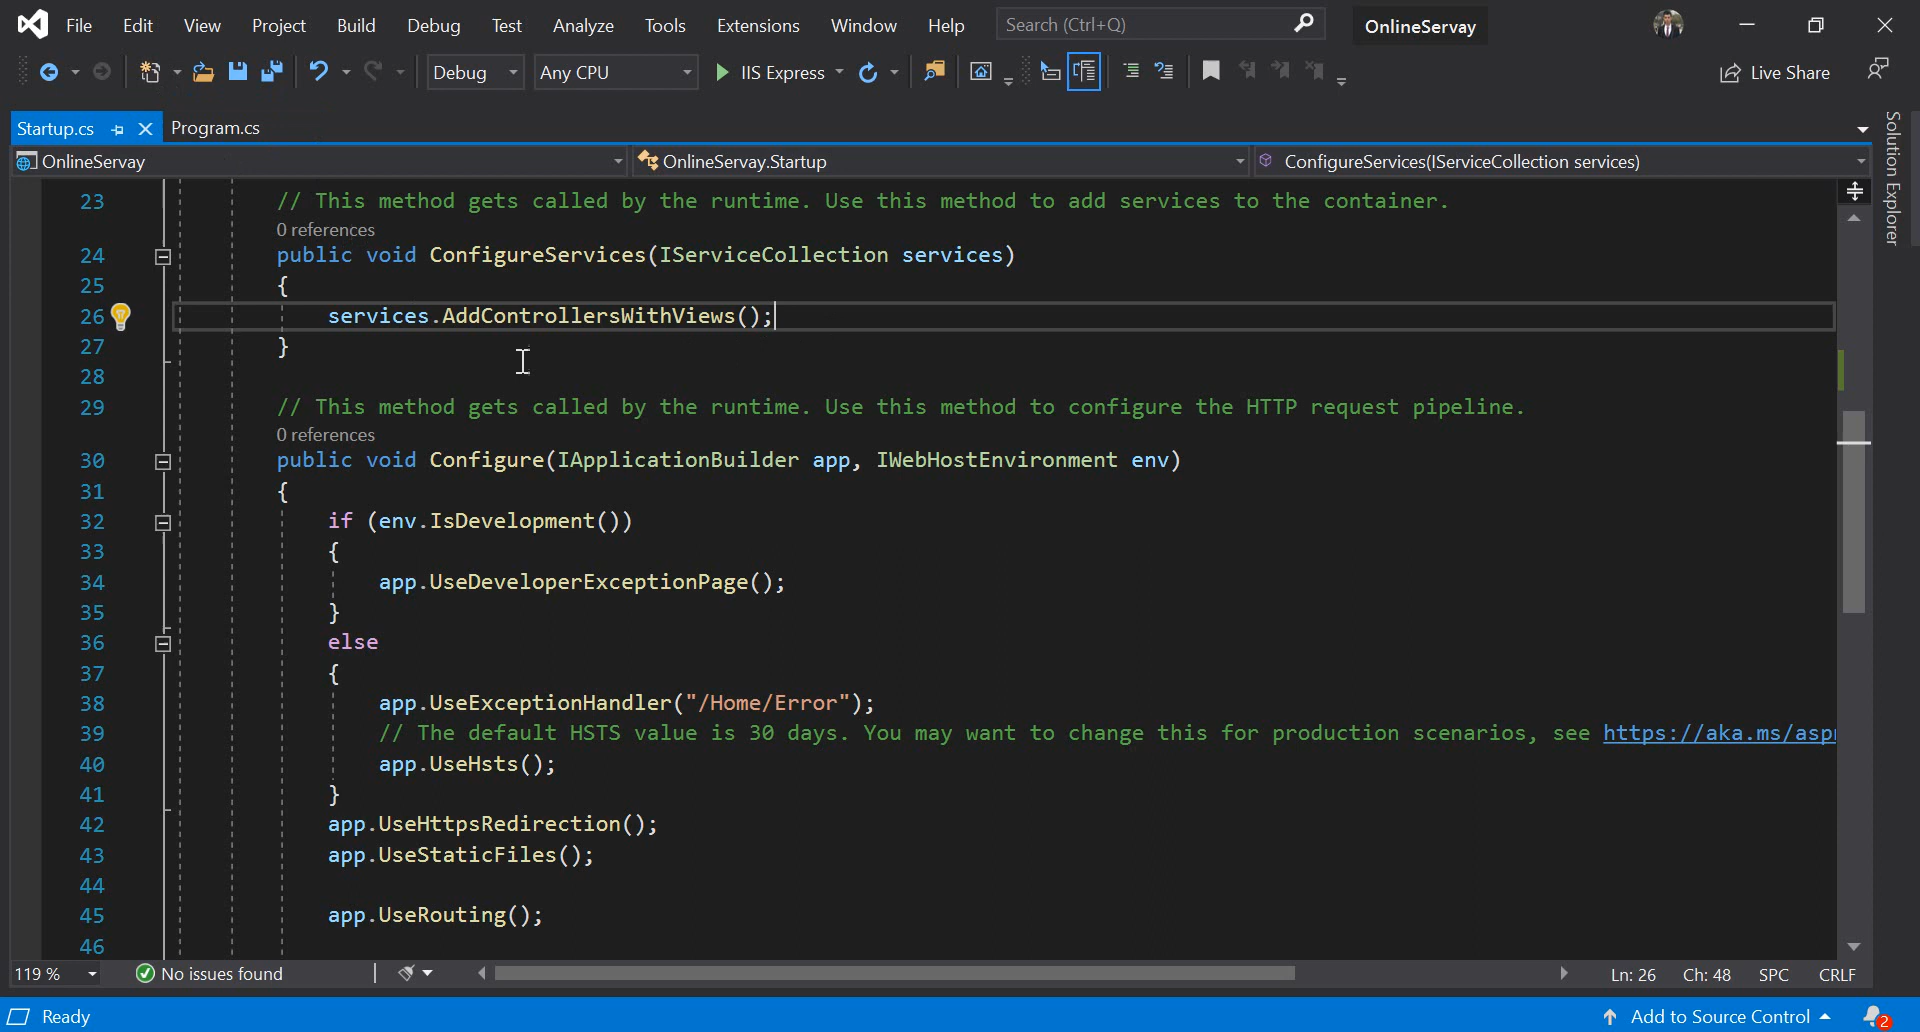 File Edit View Project Build Debug Test Analyze Tools Extensions Window Help Search (Ctrl+Q) OnlineServay
Debug Any CPU IIS Express Live Share
Startup.cs Program.cs
OnlineServay OnlineServay.Startup ConfigureServices(IServiceCollection services)
Solution Explorer
23 // This method gets called by the runtime. Use this method to add services to the container.
0 references
24 public void ConfigureServices(IServiceCollection services)
25 {
26 services.AddControllersWithViews();
27 }
28
29 // This method gets called by the runtime. Use this method to configure the HTTP request pipeline.
0 references
30 public void Configure(IApplicationBuilder app, IWebHostEnvironment env)
31 {
32 if (env.IsDevelopment())
33 {
34 app.UseDeveloperExceptionPage();
35 }
36 else
37 {
38 app.UseExceptionHandler("/Home/Error");
39 // The default HSTS value is 30 days. You may want to change this for production scenarios, see https://aka.ms/asp
40 app.UseHsts();
41 }
42 app.UseHttpsRedirection();
43 app.UseStaticFiles();
44
45 app.UseRouting();
46
119 % No issues found Ln: 26 Ch: 48 SPC CRLF
Ready Add to Source Control 2